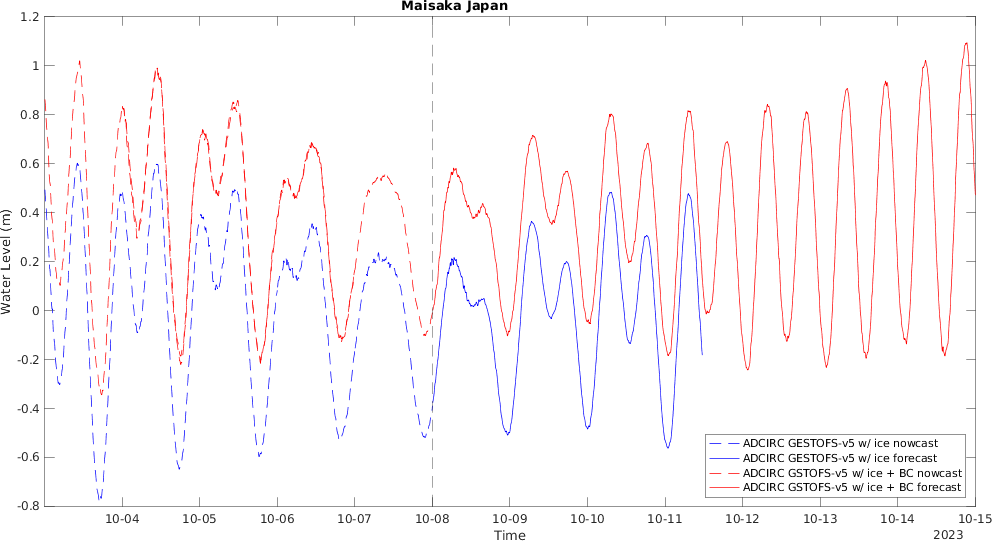 Maisaka Japan
1.2
1
0.8
0.6
0.4
0.2
0
-0.2
-0.4
-0.6
-0.8
Water Level (m)
ADCIRC GESTOFS-v5 w/ ice nowcast
ADCIRC GESTOFS-v5 w/ ice forecast
ADCIRC GSTOFS-v5 w/ ice + BC nowcast
ADCIRC GSTOFS-v5 w/ ice + BC forecast
10-04 10-05 10-06 10-07 10-08 10-09 10-10 10-11 10-12 10-13 10-14 10-15
Time
2023